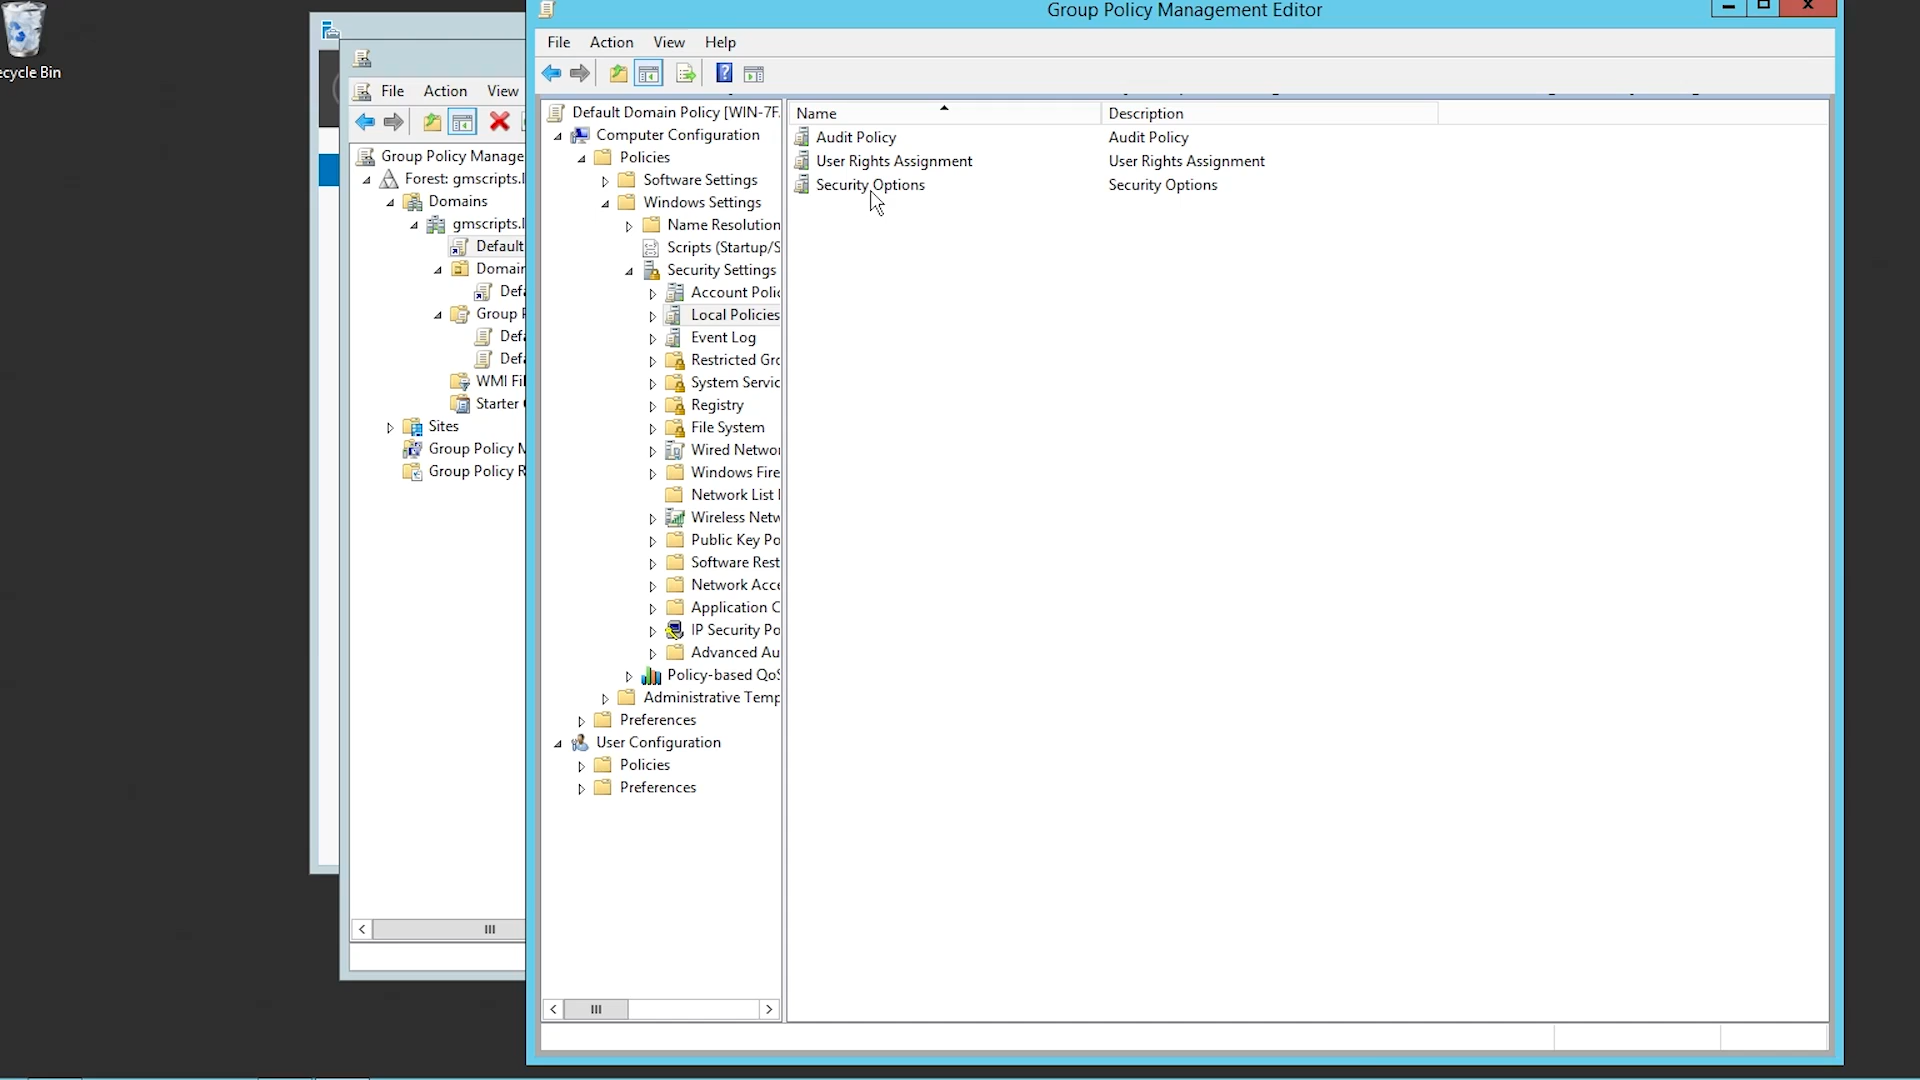 ecycle Bin
File
Action
View
Group Policy Manage
Forest: gmscripts.l
Domains
gmscripts.l
Default
Domain
Defa
Group P
Defa
Defa
WMI Fil
Starter
Sites
Group Policy M
Group Policy R
Group Policy Management Editor
File
Action
View
Help
Default Domain Policy [WIN-7F.
Computer Configuration
Policies
Software Settings
Windows Settings
Name Resolution
Scripts (Startup/S
Security Settings
Account Polic
Local Policies
Event Log
Restricted Gro
System Servic
Registry
File System
Wired Networ
Windows Fire
Network List
Wireless Netw
Public Key Po
Software Rest
Network Acce
Application C
IP Security Po
Advanced Au
Policy-based QoS
Administrative Temp
Preferences
User Configuration
Policies
Preferences
Name
Description
Audit Policy
Audit Policy
User Rights Assignment
User Rights Assignment
Security Options
Security Options